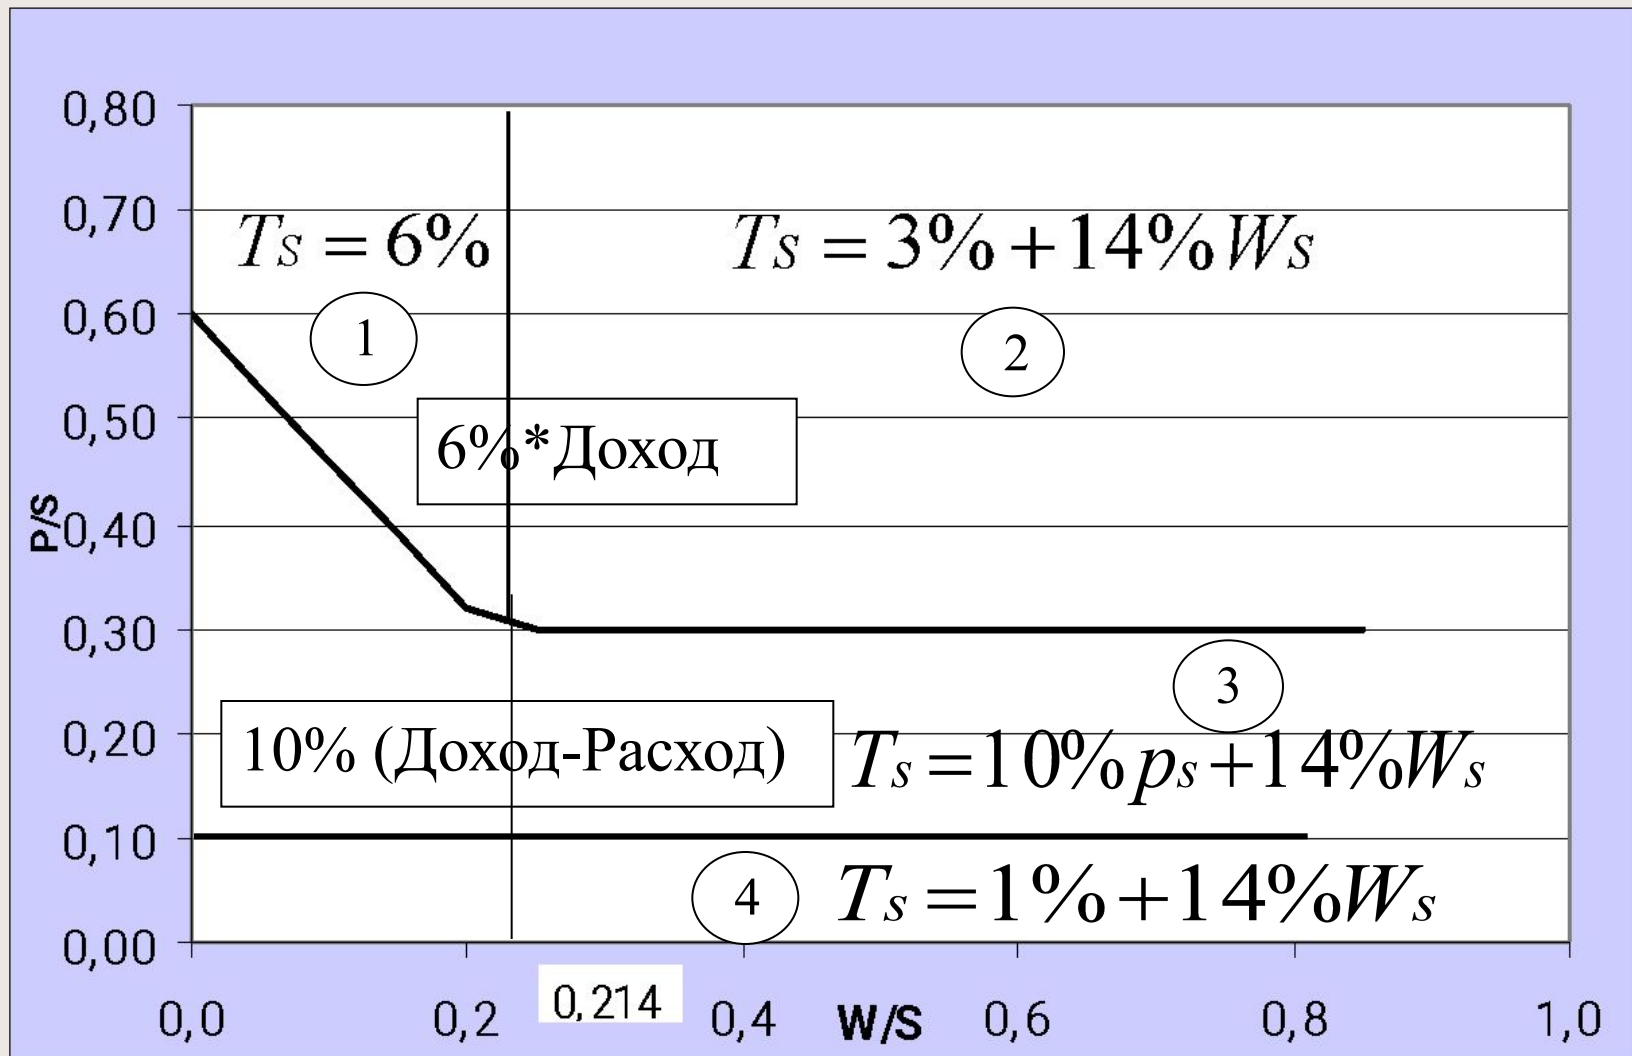 0,80
0,70
Ts = 6%
Ts = 3% + 14% Ws
0,60
1
2
0,50
6%*Доход
P/S
0,40
0,30
3
0,20
10% (Доход-Расход)
Ts = 10% ps + 14% Ws
0,10
4
Ts = 1% + 14% Ws
0,00
0,0
0,2
0,214
0,4
W/S
0,6
0,8
1,0